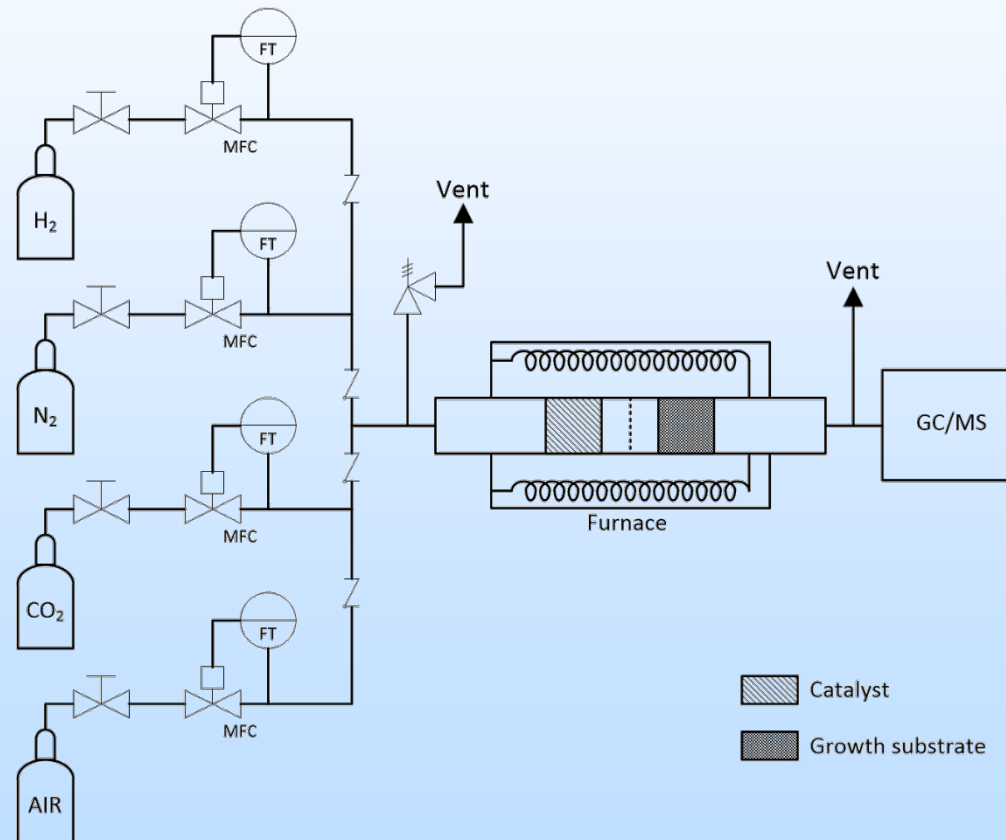 FT
MFC
H₂
Vent
FT
MFC
N₂
Vent
GC/MS
FT
MFC
Furnace
CO₂
FT
MFC
AIR
Catalyst
Growth substrate